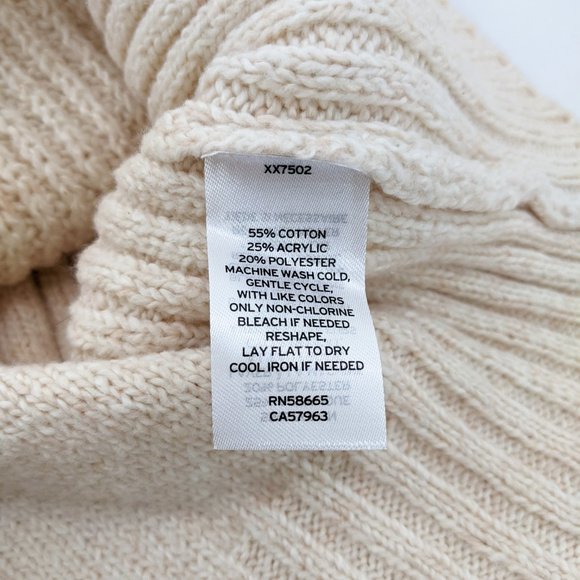 XX7502
55% COTTON
25% ACRYLIC
20% POLYESTER
MACHINE WASH COLD,
GENTLE CYCLE,
WITH LIKE COLORS
ONLY NON-CHLORINE
BLEACH IF NEEDED
RESHAPE,
LAY FLAT TO DRY
COOL IRON IF NEEDED
RN58665
CA57963